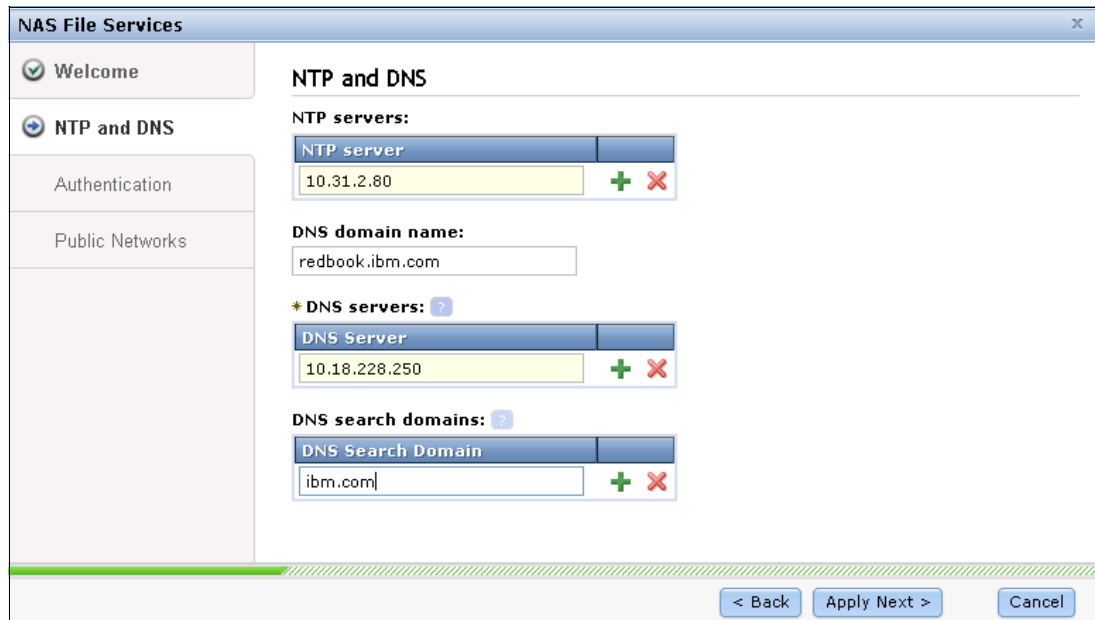 NAS File Services
x
Welcome
NTP and DNS
Authentication
Public Networks
NTP and DNS
NTP servers:
NTP server
10.31.2.80
DNS domain name:
redbook.ibm.com
* DNS servers: ?
DNS Server
10.18.228.250
DNS search domains: ?
DNS Search Domain
ibm.com
< Back Apply Next > Cancel